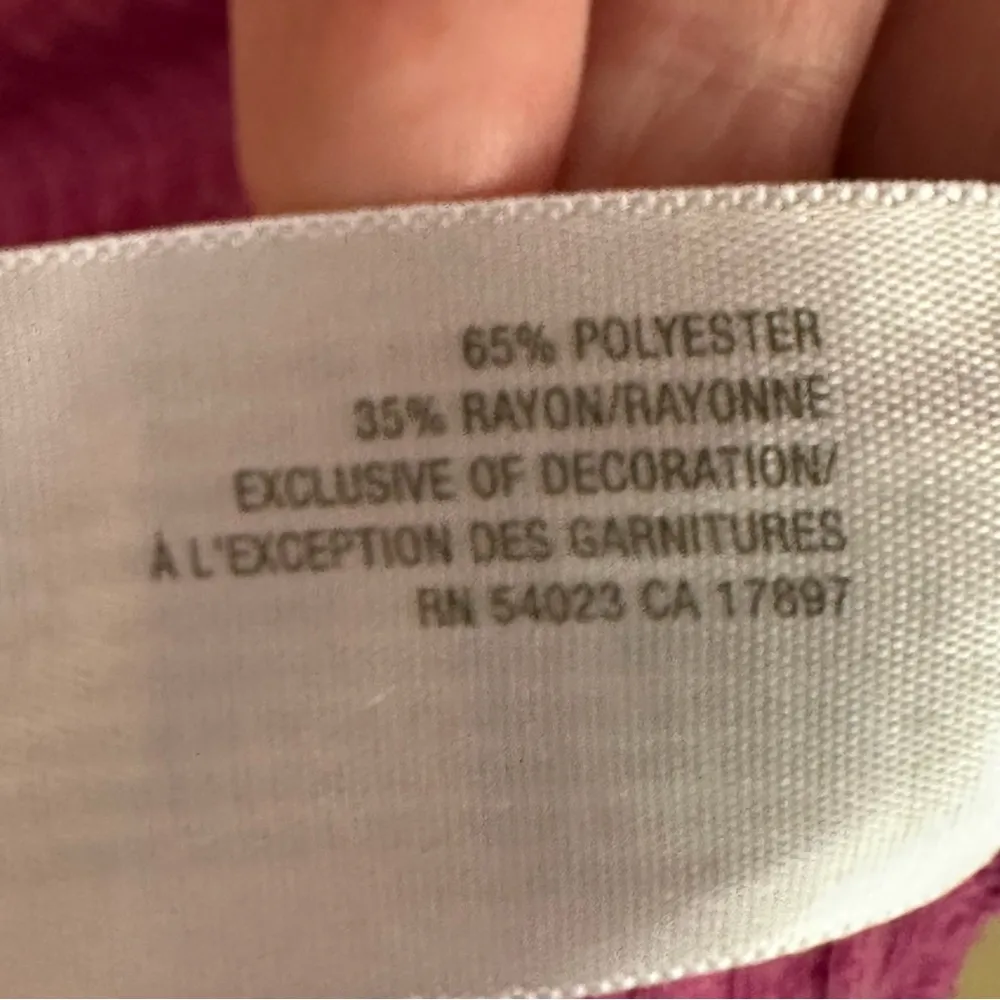 65% POLYESTER
35% RAYON/RAYONNE
EXCLUSIVE OF DECORATION/
À L'EXCEPTION DES GARNITURES
RN 54023 CA 17897